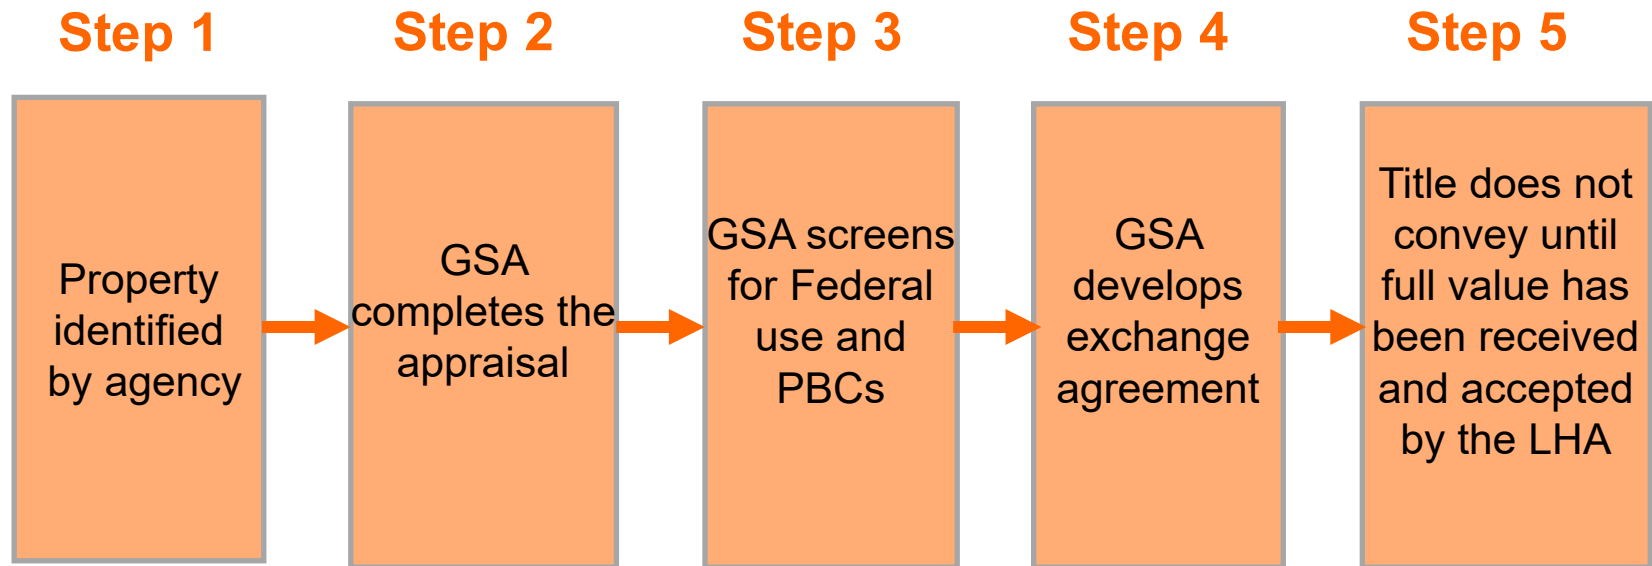 Step 1
Step 2
Step 3
Step 4
Step 5
Property
identified
by agency
GSA
completes the
appraisal
GSA screens
for Federal
use and
PBCs
GSA
develops
exchange
agreement
Title does not
convey until
full value has
been received
and accepted
by the LHA